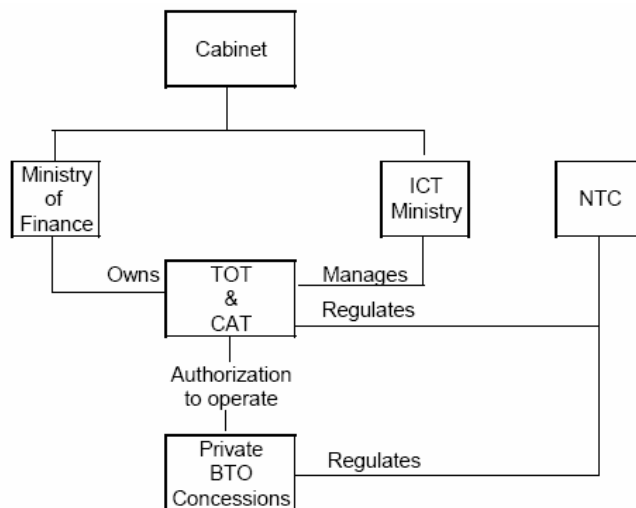 Cabinet
Ministry
of
Finance
ICT
Ministry
NTC
Owns
TOT
&
CAT
Manages
Regulates
Authorization
to operate
Private
BTO
Concessions
Regulates